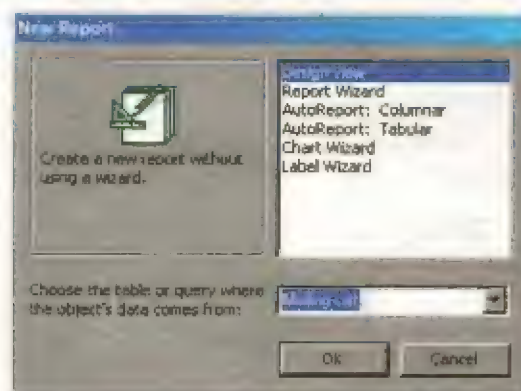 New Report
Design View
Report Wizard
AutoReport: Columnar
AutoReport: Tabular
Chart Wizard
Label Wizard
Create a new report without
using a wizard.
Choose the table or query where
the object's data comes from:
OK
Cancel